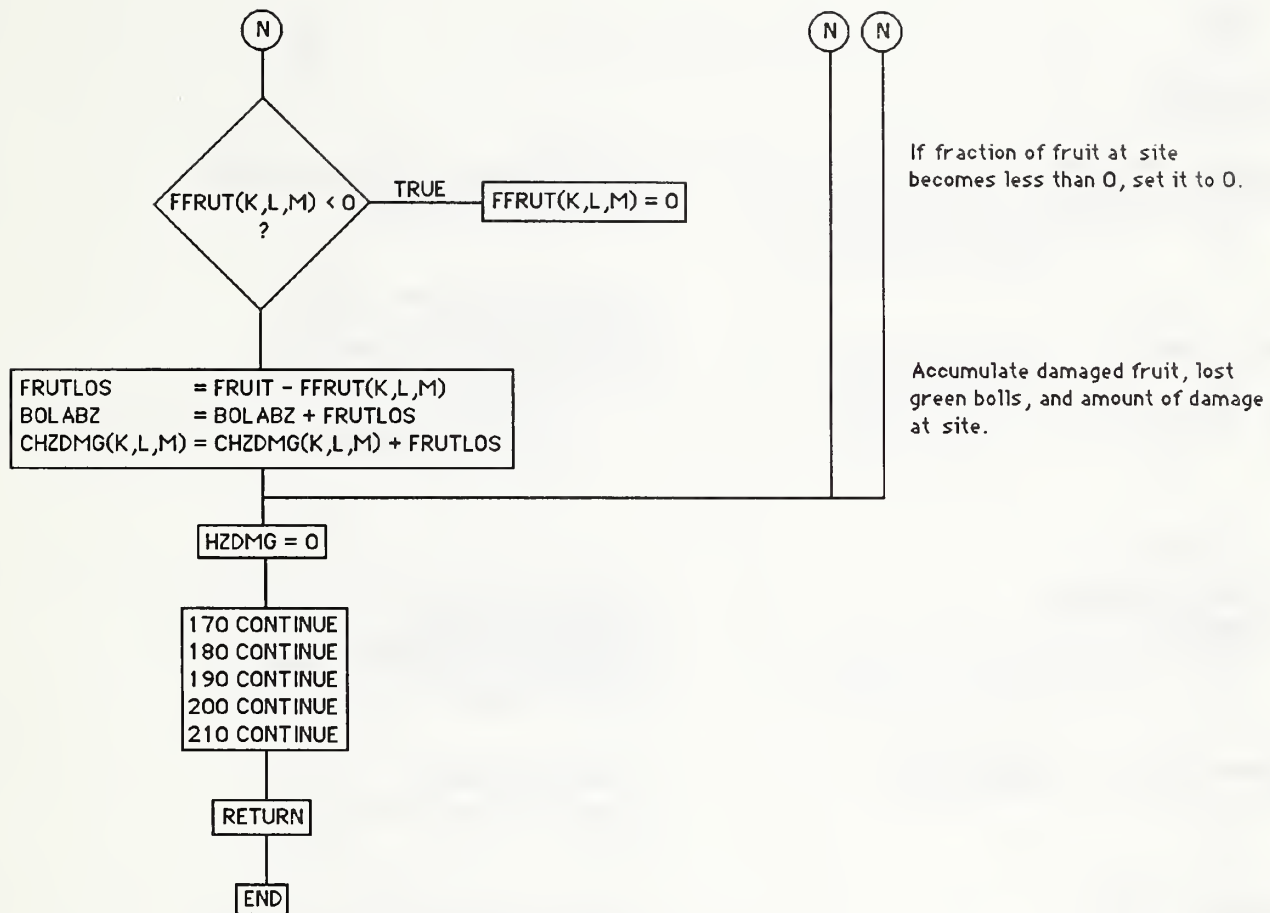 N
N N
If fraction of fruit at site
becomes less than 0, set it to 0.
FFRUT(K,L,M) < 0
?
TRUE
FFRUT(K,L,M) = 0
Accumulate damaged fruit, lost
green bolls, and amount of damage
at site.
FRUTLOS = FRUIT - FFRUT(K,L,M)
BOLABZ = BOLABZ + FRUTLOS
CHZDMG(K,L,M) = CHZDMG(K,L,M) + FRUTLOS
HZDMG = 0
170 CONTINUE
180 CONTINUE
190 CONTINUE
200 CONTINUE
210 CONTINUE
RETURN
END